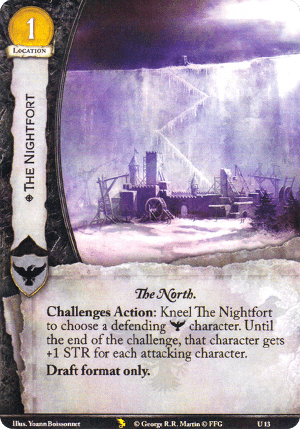 1
LOCATION
THE NIGHTFORT
The North.
Challenges Action: Kneel The Nightfort
to choose a defending character. Until
the end of the challenge, that character gets
+1 STR for each attacking character.
Draft format only.
Illus. Yoann Boissonnet
© George R.R. Martin © FFG
U 13